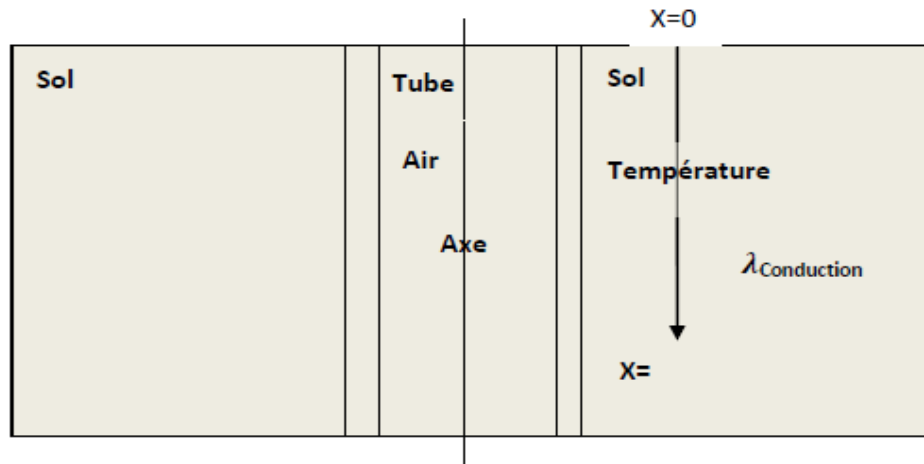 X=0
Sol
Tube
Sol
Air
Température
Axe
λConduction
X=